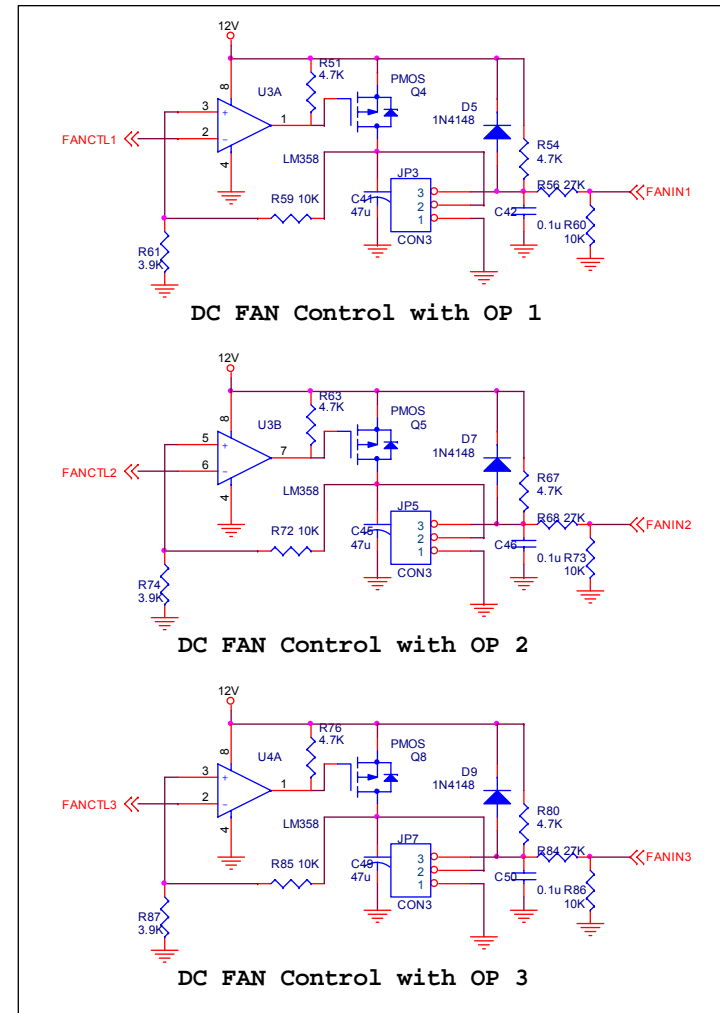 12V
R51
4.7K
PMOS
Q4
U3A
8
3
+
1
2
−
4
FANCTL1
LM358
D5
1N4148
R54
4.7K
JP3
R59 10K
C41
47u
3
2
1
CON3
R56 27K
FANIN1
C42
0.1u
R60
10K
R61
3.9K
DC FAN Control with OP 1
12V
R63
4.7K
PMOS
Q5
U3B
8
5
+
7
6
−
4
FANCTL2
LM358
D7
1N4148
R67
4.7K
JP5
R72 10K
C45
47u
3
2
1
CON3
R68 27K
FANIN2
C46
0.1u
R73
10K
R74
3.9K
DC FAN Control with OP 2
12V
R76
4.7K
PMOS
Q8
U4A
8
3
+
1
2
−
4
FANCTL3
LM358
D9
1N4148
R80
4.7K
JP7
R85 10K
C49
47u
3
2
1
CON3
R84 27K
FANIN3
C50
0.1u
R86
10K
R87
3.9K
DC FAN Control with OP 3